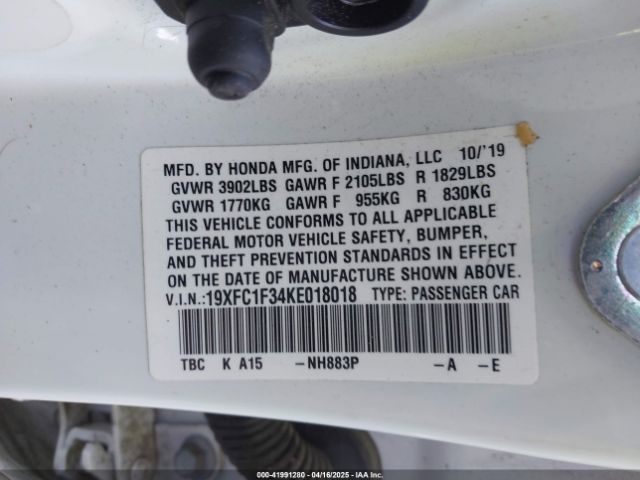 MFD. BY HONDA MFG. OF INDIANA, LLC 10/'19
GVWR 3902LBS GAWR F 2105LBS R 1829LBS
GVWR 1770KG GAWR F 955KG R 830KG
THIS VEHICLE CONFORMS TO ALL APPLICABLE
FEDERAL MOTOR VEHICLE SAFETY, BUMPER,
AND THEFT PREVENTION STANDARDS IN EFFECT
ON THE DATE OF MANUFACTURE SHOWN ABOVE.
V.I.N.:19XFC1F34KE018018 TYPE: PASSENGER CAR
TBC K A15 -NH883P -A -E
000-41991280 - 04/16/2025 - IAAI.COM